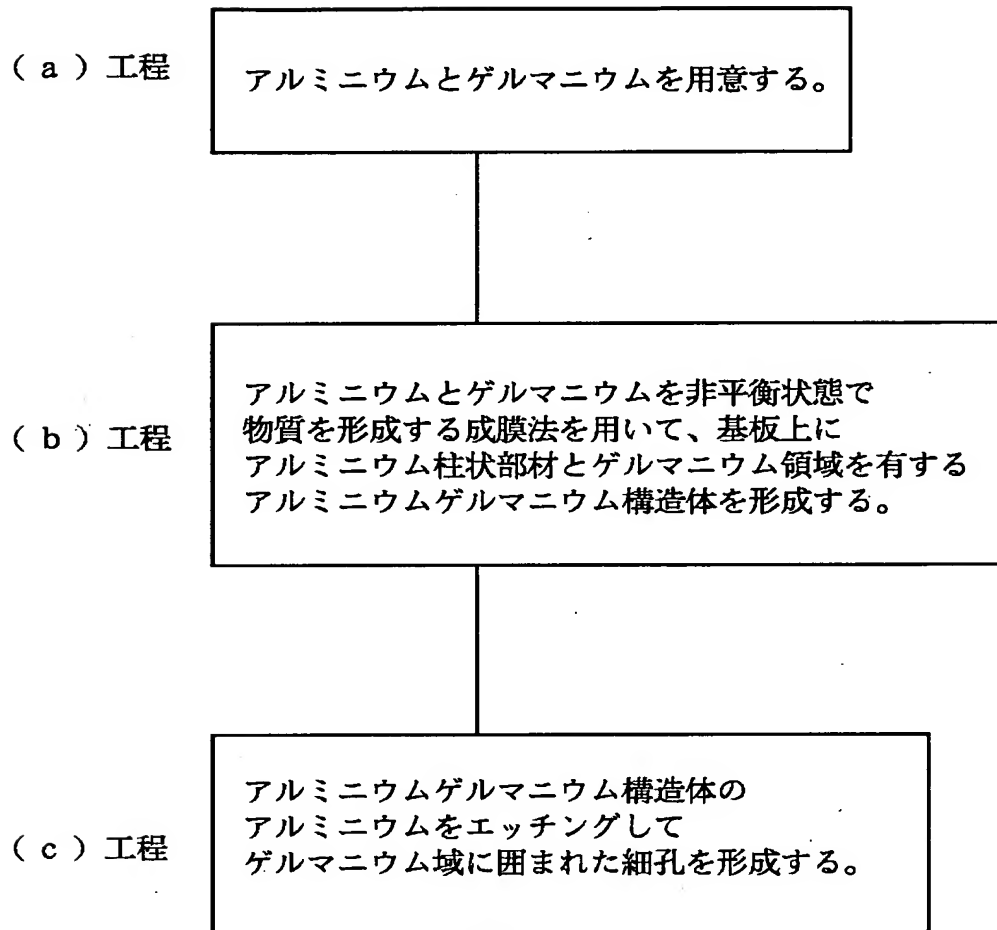 (a)工程
アルミニウムとゲルマニウムを用意する。
(b)工程
アルミニウムとゲルマニウムを非平衡状態で
物質を形成する成膜法を用いて、基板上に
アルミニウム柱状部材とゲルマニウム領域を有する
アルミニウムゲルマニウム構造体を形成する。
(c)工程
アルミニウムゲルマニウム構造体の
アルミニウムをエッチングして
ゲルマニウム域に囲まれた細孔を形成する。